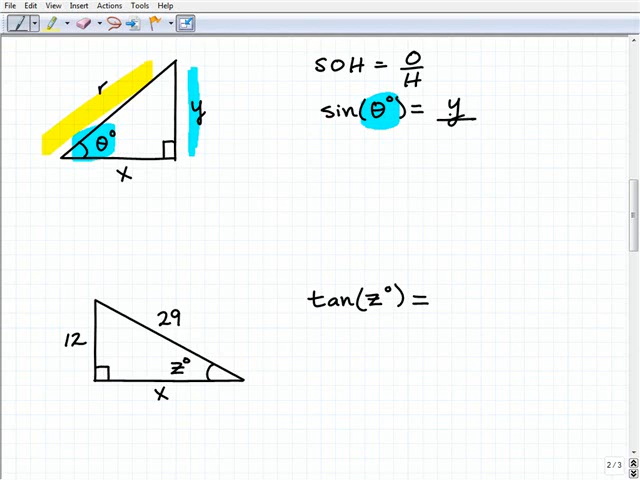 File Edit View Insert Actions Tools Help
SOH = O/H
r
y
sin(θ°) = y
θ°
x
tan(z°) =
29
12
z°
x
2 / 3